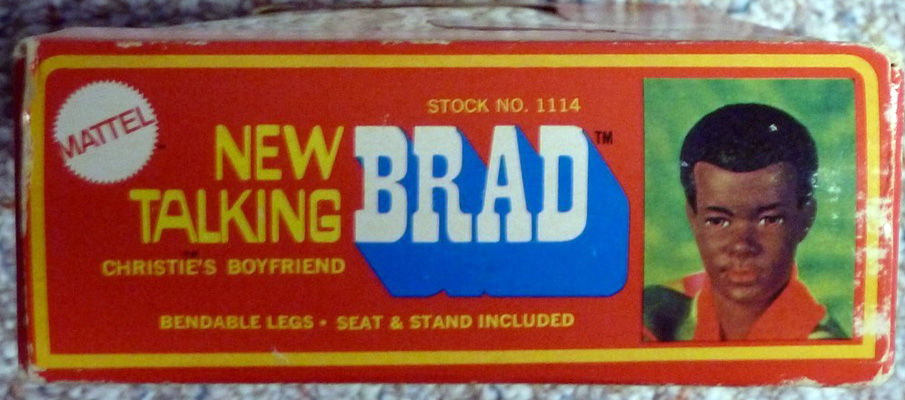 STOCK NO. 1114
MATTEL
NEW
TALKING
BRAD™
CHRISTIE'S BOYFRIEND
BENDABLE LEGS • SEAT & STAND INCLUDED